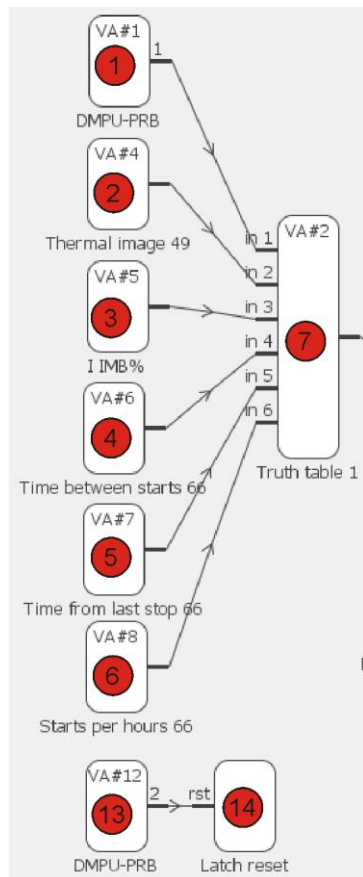 VA#1
1
1
DMPU-PRB
VA#4
2
Thermal image 49
in 1
VA#2
in 2
VA#5
3
in 3
7
I IMB%
in 4
VA#6
in 5
4
in 6
Time between starts 66
Truth table 1
VA#7
5
Time from last stop 66
VA#8
6
Starts per hours 66
VA#12
2
rst
13
14
DMPU-PRB
Latch reset